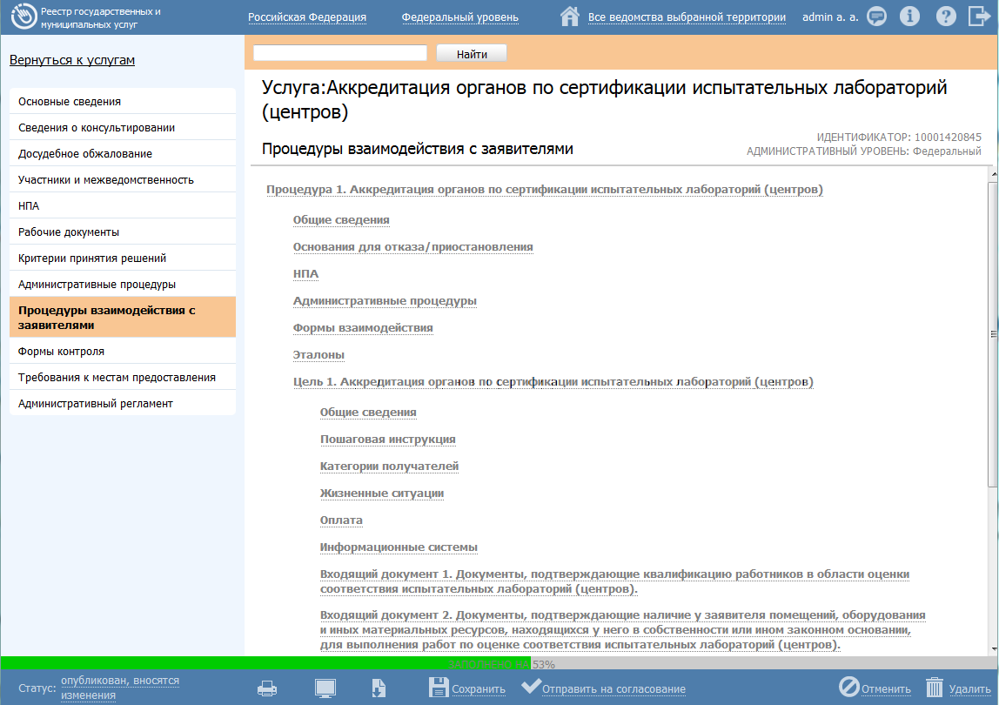 Реестр государственных и
муниципальных услуг
Российская Федерация
Федеральный уровень
Все ведомства выбранной территории
admin a. a.
Вернуться к услугам
Найти
Основные сведения
Сведения о консультировании
Досудебное обжалование
Участники и межведомственность
НПА
Рабочие документы
Критерии принятия решений
Административные процедуры
Процедуры взаимодействия с
заявителями
Формы контроля
Требования к местам предоставления
Административный регламент
Услуга:Аккредитация органов по сертификации испытательных лабораторий
(центров)
Процедуры взаимодействия с заявителями
ИДЕНТИФИКАТОР: 10001420845
АДМИНИСТРАТИВНЫЙ УРОВЕНЬ: Федеральный
Процедура 1. Аккредитация органов по сертификации испытательных лабораторий (центров)
Общие сведения
Основания для отказа/приостановления
НПА
Административные процедуры
Формы взаимодействия
Эталоны
Цель 1. Аккредитация органов по сертификации испытательных лабораторий (центров)
Общие сведения
Пошаговая инструкция
Категории получателей
Жизненные ситуации
Оплата
Информационные системы
Входящий документ 1. Документы, подтверждающие квалификацию работников в области оценки
соответствия испытательных лабораторий (центров).
Входящий документ 2. Документы, подтверждающие наличие у заявителя помещений, оборудования
и иных материальных ресурсов, находящихся у него в собственности или ином законном основании,
для выполнения работ по оценке соответствия испытательных лабораторий (центров).
ЗАПОЛНЕНО НА 53%
Статус: опубликован, вносятся
изменения
Сохранить
Отправить на согласование
Отменить
Удалить